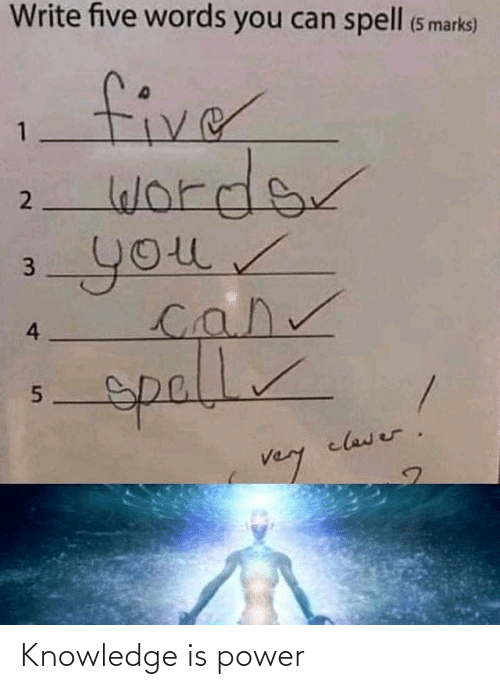 Write five words you can spell (5 marks)
1 five
2 words
3 you
4 can
5 spell
very clever!
Knowledge is power